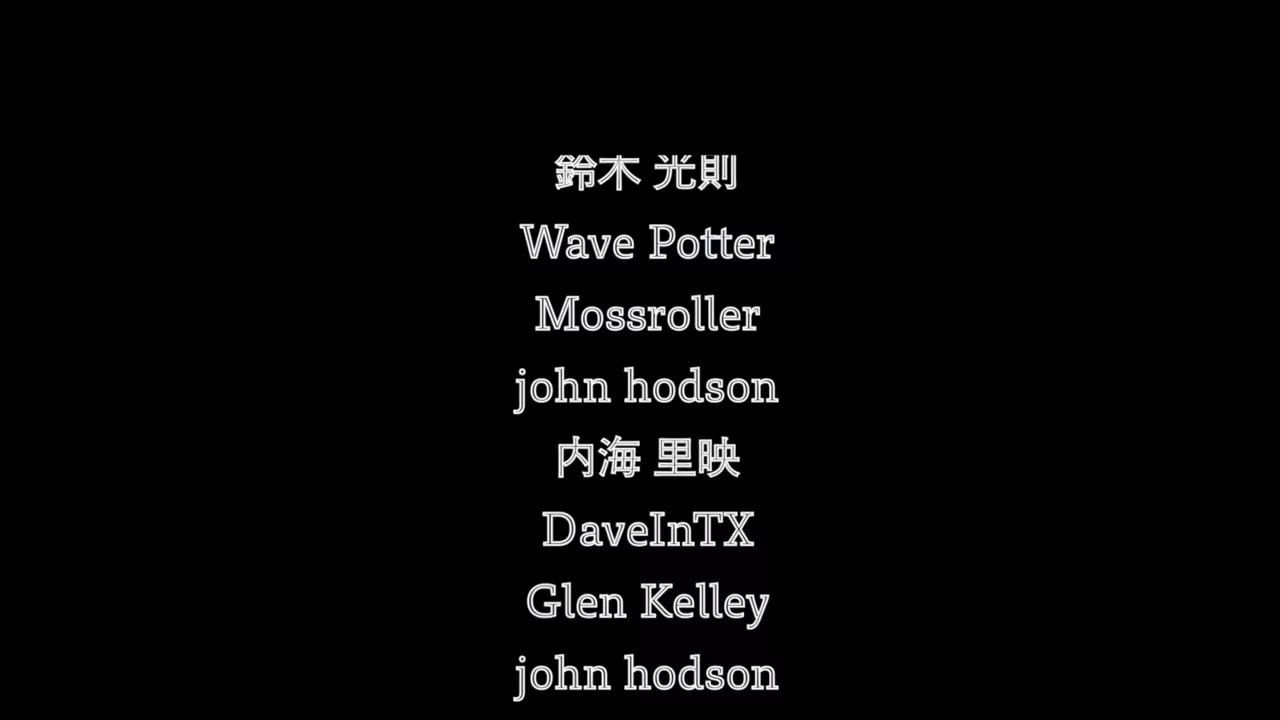 鈴木 光則
Wave Potter
Mossroller
john hodson
内海 里映
DaveInTX
Glen Kelley
john hodson